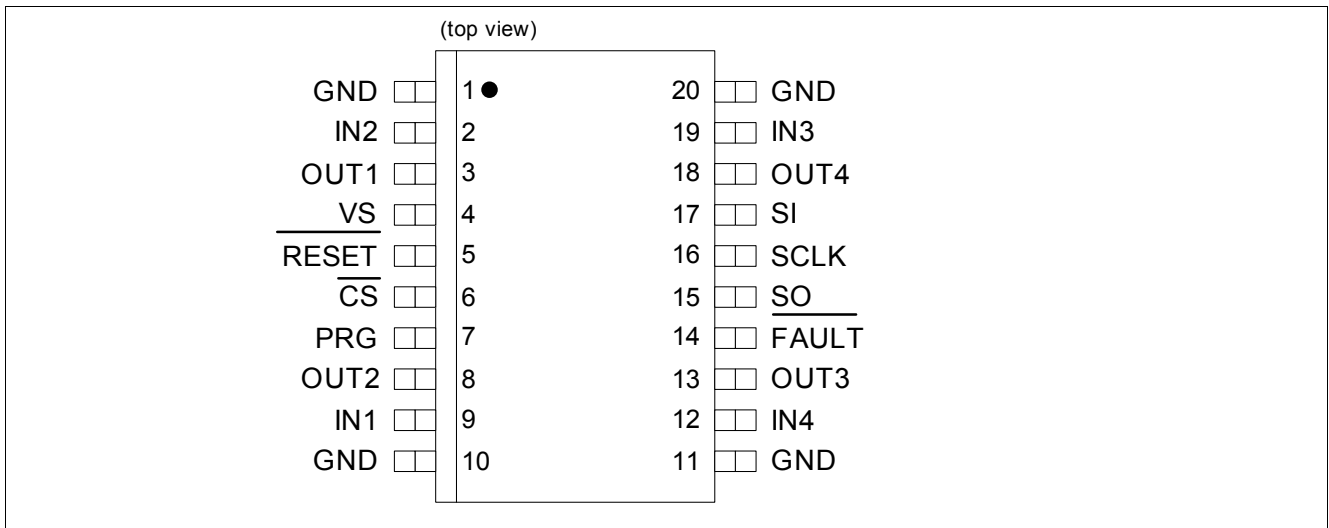 (top view)
GND 1 20 GND
IN2 2 19 IN3
OUT1 3 18 OUT4
VS 4 17 SI
RESET 5 16 SCLK
CS 6 15 SO
PRG 7 14 FAULT
OUT2 8 13 OUT3
IN1 9 12 IN4
GND 10 11 GND